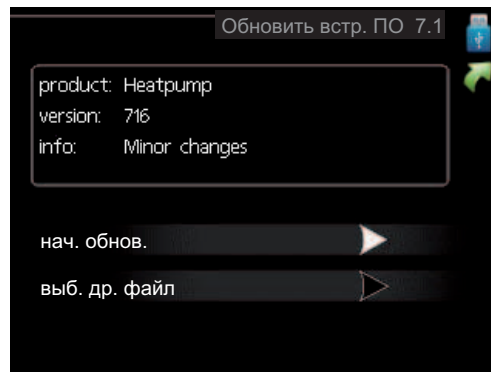 Обновить встр. ПО 7.1
product: Heatpump
version: 716
info: Minor changes
нач. обнов.
выб. др. файл